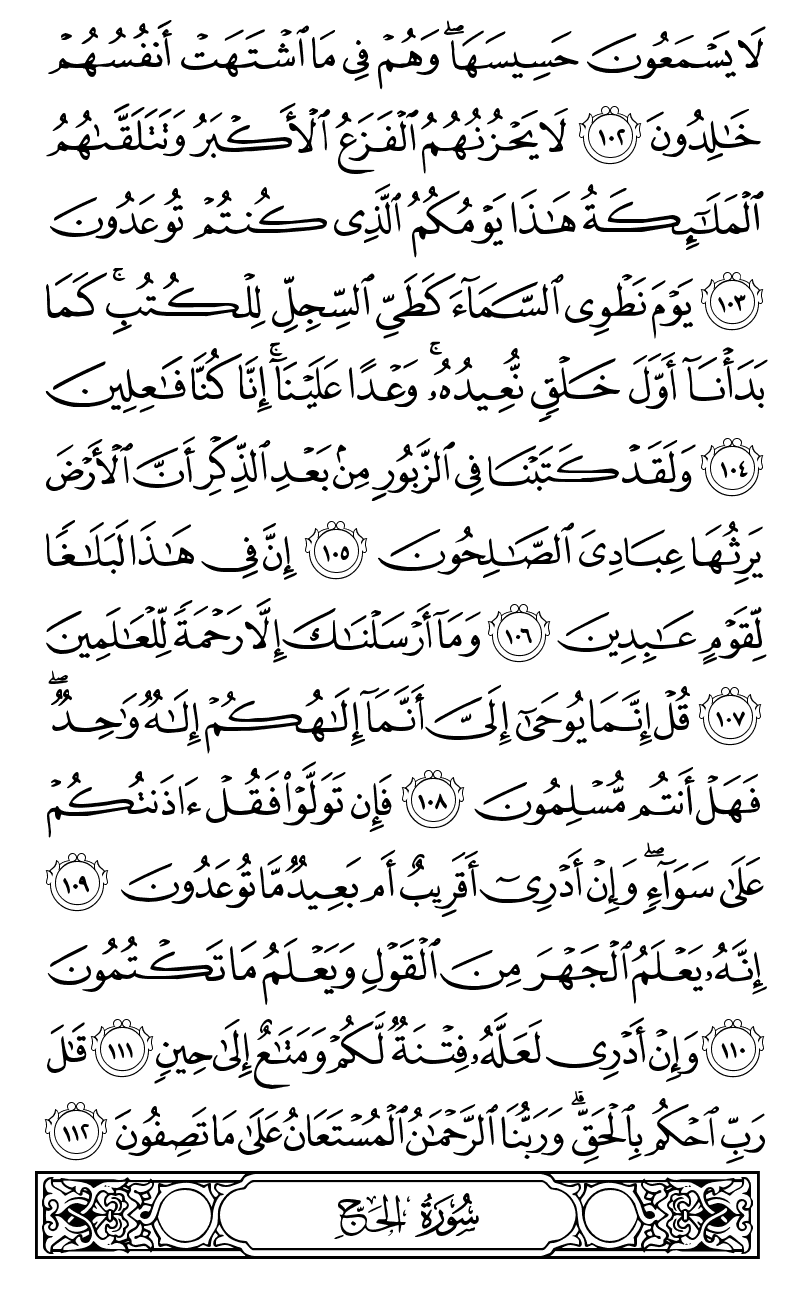 لَا يَسْمَعُونَ حَسِيسَهَا ۖ وَهُمْ فِي مَا ٱشْتَهَتْ أَنفُسُهُمْ
خَـٰلِدُونَ ١٠٢ لَا يَحْزُنُهُمُ ٱلْفَزَعُ ٱلْأَكْبَرُ وَتَتَلَقَّىٰهُمُ
ٱلْمَلَـٰٓئِكَةُ هَـٰذَا يَوْمُكُمُ ٱلَّذِى كُنتُمْ تُوعَدُونَ
١٠٣ يَوْمَ نَطْوِى ٱلسَّمَآءَ كَطَىِّ ٱلسِّجِلِّ لِلْكُتُبِ ۚ كَمَا
بَدَأْنَآ أَوَّلَ خَلْقٍ نُّعِيدُهُۥ ۚ وَعْدًا عَلَيْنَآ ۚ إِنَّا كُنَّا فَـٰعِلِينَ
١٠٤ وَلَقَدْ كَتَبْنَا فِى ٱلزَّبُورِ مِنۢ بَعْدِ ٱلذِّكْرِ أَنَّ ٱلْأَرْضَ
يَرِثُهَا عِبَادِىَ ٱلصَّـٰلِحُونَ ١٠٥ إِنَّ فِى هَـٰذَا لَبَلَـٰغًا
لِّقَوْمٍ عَـٰبِدِينَ ١٠٦ وَمَآ أَرْسَلْنَـٰكَ إِلَّا رَحْمَةً لِّلْعَـٰلَمِينَ
١٠٧ قُلْ إِنَّمَا يُوحَىٰٓ إِلَىَّ أَنَّمَآ إِلَـٰهُكُمْ إِلَـٰهٌ وَٰحِدٌ ۖ
فَهَلْ أَنتُم مُّسْلِمُونَ ١٠٨ فَإِن تَوَلَّوْا۟ فَقُلْ ءَاذَنتُكُمْ
عَلَىٰ سَوَآءٍ ۖ وَإِنْ أَدْرِىٓ أَقَرِيبٌ أَم بَعِيدٌ مَّا تُوعَدُونَ ١٠٩
إِنَّهُۥ يَعْلَمُ ٱلْجَهْرَ مِنَ ٱلْقَوْلِ وَيَعْلَمُ مَا تَكْتُمُونَ
١١٠ وَإِنْ أَدْرِى لَعَلَّهُۥ فِتْنَةٌ لَّكُمْ وَمَتَـٰعٌ إِلَىٰ حِينٍ ١١١ قَـٰلَ
رَبِّ ٱحْكُم بِٱلْحَقِّ ۗ وَرَبُّنَا ٱلرَّحْمَـٰنُ ٱلْمُسْتَعَانُ عَلَىٰ مَا تَصِفُونَ ١١٢
سُورَةُ الحَجِّ